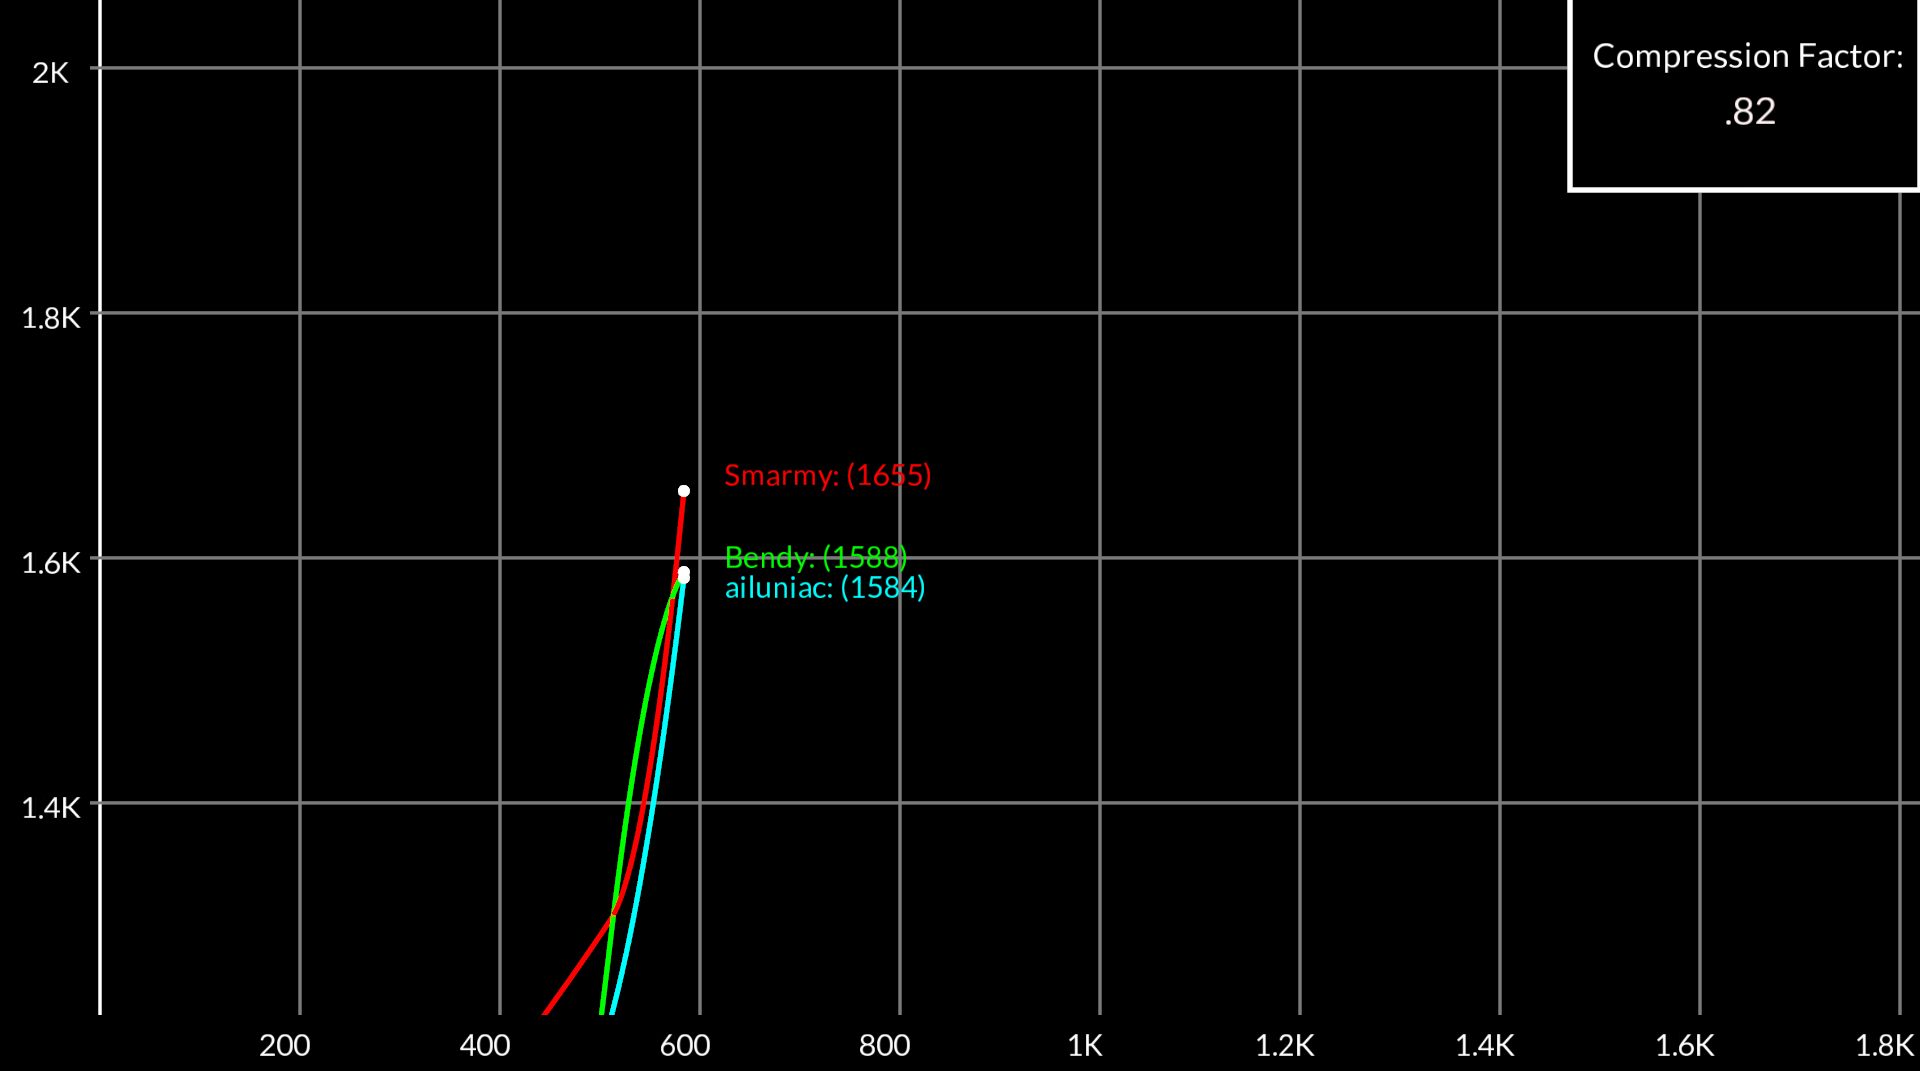 Compression Factor:
.82
2K
1.8K
1.6K
1.4K
Smarmy: (1655)
Bendy: (1588)
ailuniac: (1584)
200 400 600 800 1K 1.2K 1.4K 1.6K 1.8K